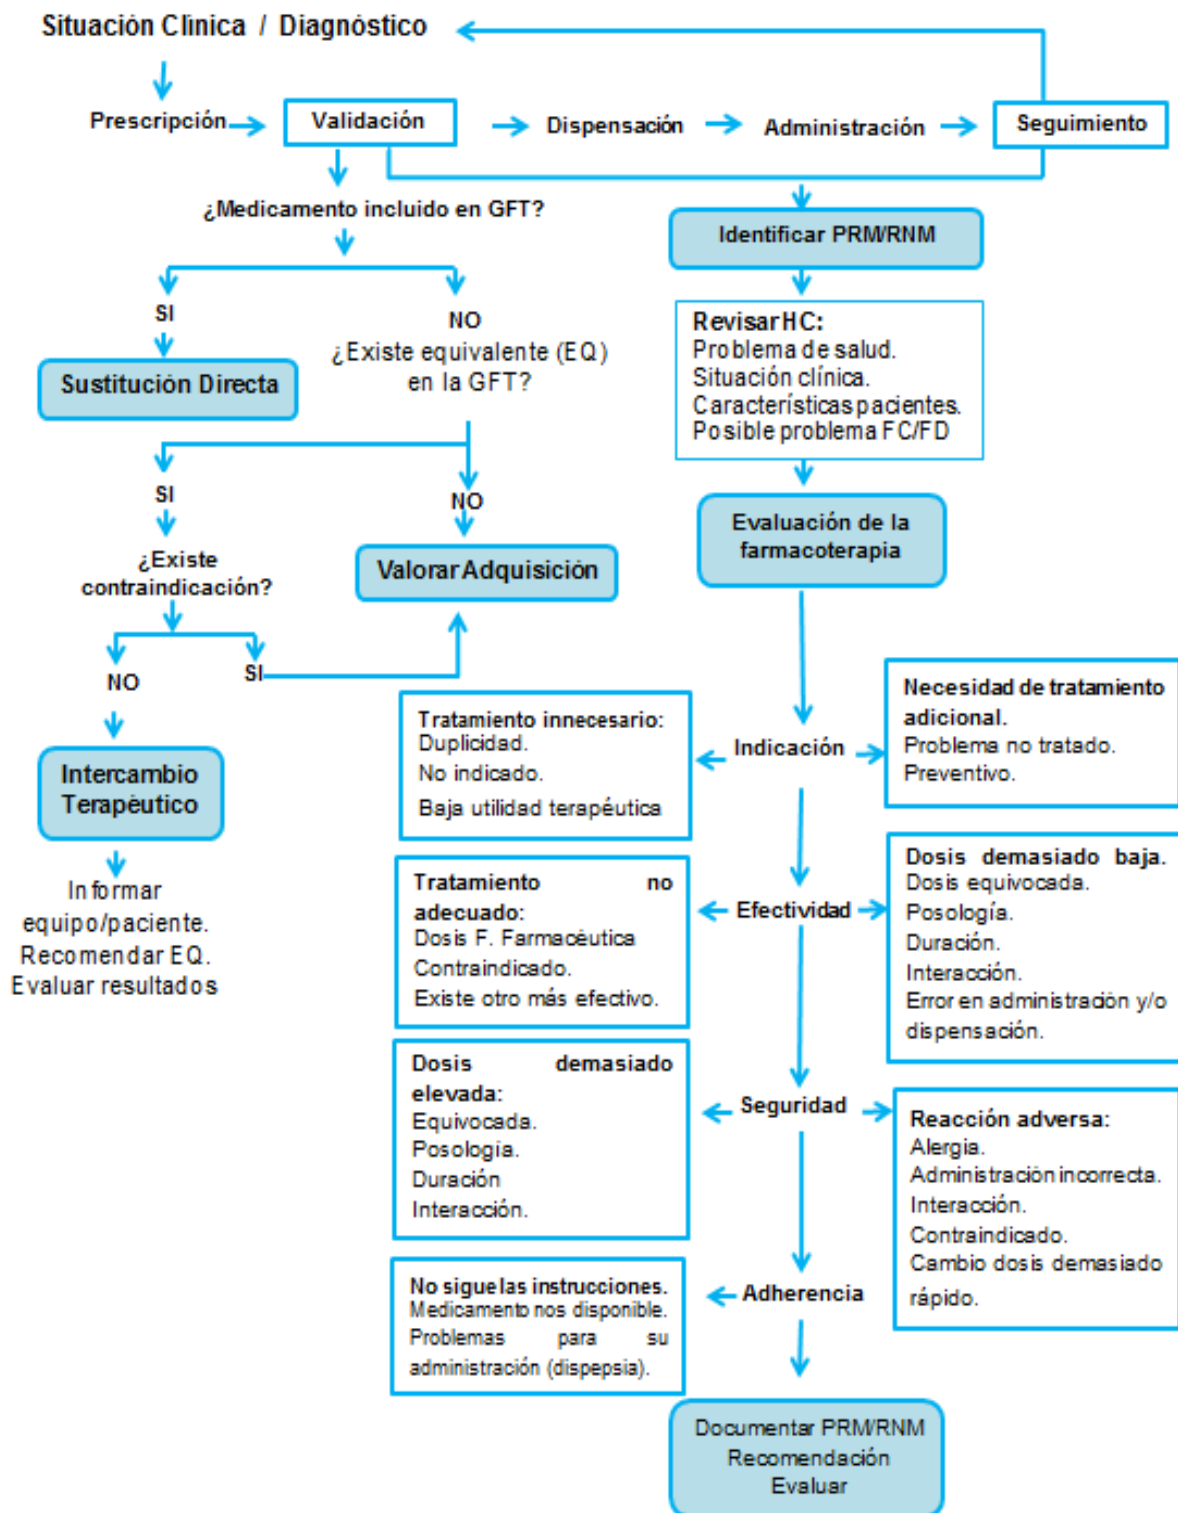 Situación Clínica / Diagnóstico
Prescripción
Validación
Dispensación
Administración
Seguimiento
¿Medicamento incluido en GFT?
SI
Sustitución Directa
NO
¿Existe equivalente (EQ)
en la GFT?
SI
NO
¿Existe
contraindicación?
Valorar Adquisición
NO
SI
Intercambio
Terapéutico
Informar
equipo/paciente.
Recomendar EQ.
Evaluar resultados
Identificar PRM/RNM
Revisar HC:
Problema de salud.
Situación clínica.
Características pacientes.
Posible problema FC/FD
Evaluación de la
farmacoterapia
Indicación
Tratamiento innecesario:
Duplicidad.
No indicado.
Baja utilidad terapéutica
Necesidad de tratamiento
adicional.
Problema no tratado.
Preventivo.
Efectividad
Tratamiento no
adecuado:
Dosis F. Farmacéutica
Contraindicado.
Existe otro más efectivo.
Dosis demasiado baja.
Dosis equivocada.
Posología.
Duración.
Interacción.
Error en administración y/o
dispensación.
Seguridad
Dosis demasiado
elevada:
Equivocada.
Posología.
Duración
Interacción.
Reacción adversa:
Alergia.
Administración incorrecta.
Interacción.
Contraindicado.
Cambio dosis demasiado
rápido.
Adherencia
No sigue las instrucciones.
Medicamento nos disponible.
Problemas para su
administración (dispepsia).
Documentar PRM/RNM
Recomendación
Evaluar